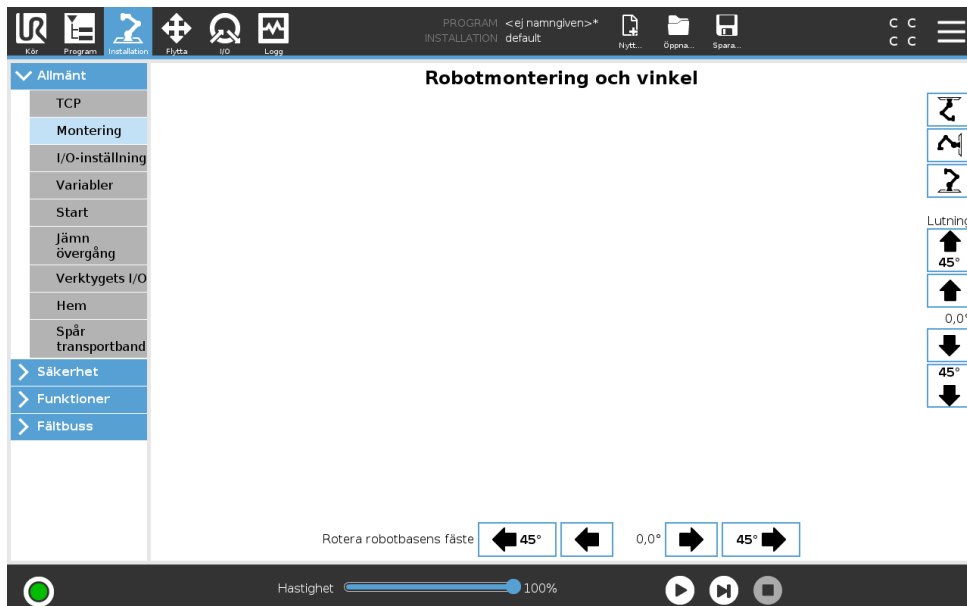 UR
Kör
Program
Installation
Flytta
I/O
Logg
PROGRAM <ej namngiven>*
INSTALLATION default
Nytt...
Öppna...
Spara...
C C
C C
Allmänt
TCP
Montering
I/O-inställning
Variabler
Start
Jämn
övergång
Verktygets I/O
Hem
Spår
transportband
Säkerhet
Funktioner
Fältbuss
Robotmontering och vinkel
Lutning
45°
0,0°
45°
Rotera robotbasens fäste 45° 0,0° 45°
Hastighet 100%